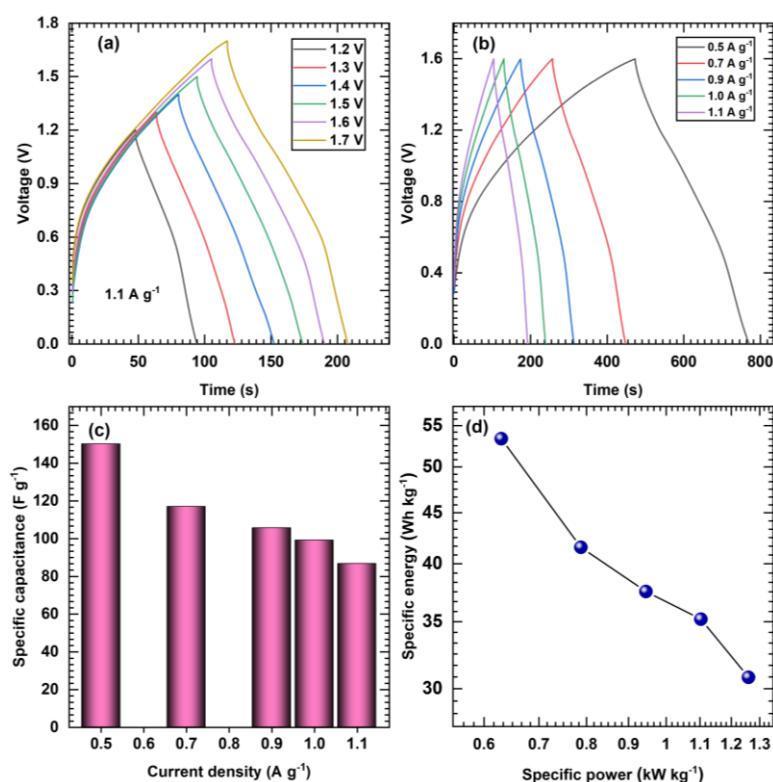 (a)
1.2 V
1.3 V
1.4 V
1.5 V
1.6 V
1.7 V
1.1 A g⁻¹
Voltage (V)
1.8
1.5
1.2
0.9
0.6
0.3
0.0
0 50 100 150 200
Time (s)
(b)
0.5 A g⁻¹
0.7 A g⁻¹
0.9 A g⁻¹
1.0 A g⁻¹
1.1 A g⁻¹
Voltage (V)
1.6
1.2
0.8
0.4
0.0
0 200 400 600 800
Time (s)
(c)
Specific capacitance (F g⁻¹)
160
140
120
100
80
60
40
20
0
0.5 0.6 0.7 0.8 0.9 1.0 1.1
Current density (A g⁻¹)
(d)
Specific energy (Wh kg⁻¹)
55
50
45
40
35
30
0.6 0.7 0.8 0.9 1 1.1 1.2 1.3
Specific power (kW kg⁻¹)